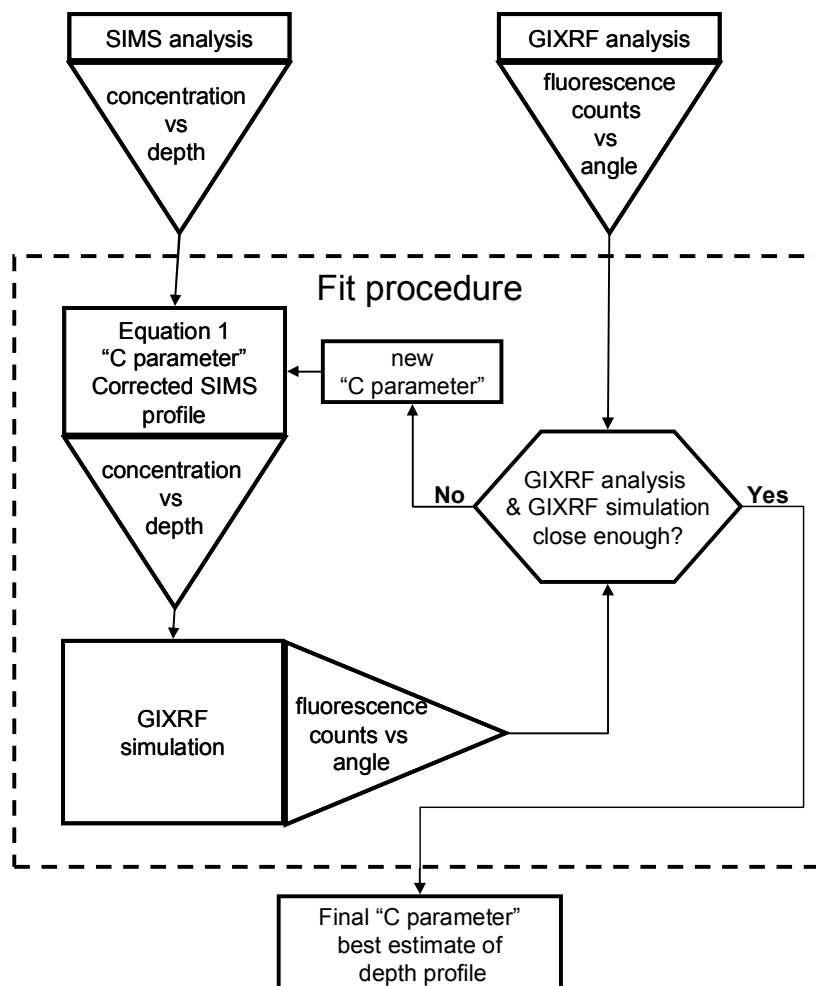 SIMS analysis
concentration
vs
depth
GIXRF analysis
fluorescence
counts
vs
angle
Fit procedure
Equation 1
“C parameter”
Corrected SIMS
profile
new
“C parameter”
concentration
vs
depth
GIXRF analysis
& GIXRF simulation
close enough?
No
Yes
GIXRF
simulation
fluorescence
counts vs
angle
Final “C parameter”
best estimate of
depth profile